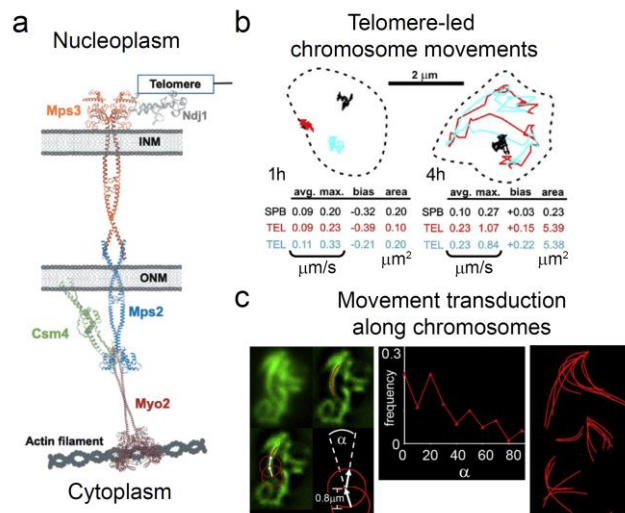 a
Nucleoplasm
Telomere
Mps3
Ndj1
INM
ONM
Csm4
Mps2
Myo2
Actin filament
Cytoplasm
b
Telomere-led
chromosome movements
2 μm
1h
avg. max. bias area
SPB 0.09 0.20 -0.32 0.20
TEL 0.09 0.23 -0.39 0.10
TEL 0.11 0.33 -0.21 0.20
μm/s μm²
4h
avg. max. bias area
SPB 0.10 0.27 +0.03 0.23
TEL 0.23 1.07 +0.15 5.39
TEL 0.23 0.84 +0.22 5.38
μm/s μm²
c
Movement transduction
along chromosomes
α
0.8μm
0.3
frequency
0
0 20 40 60 80
α